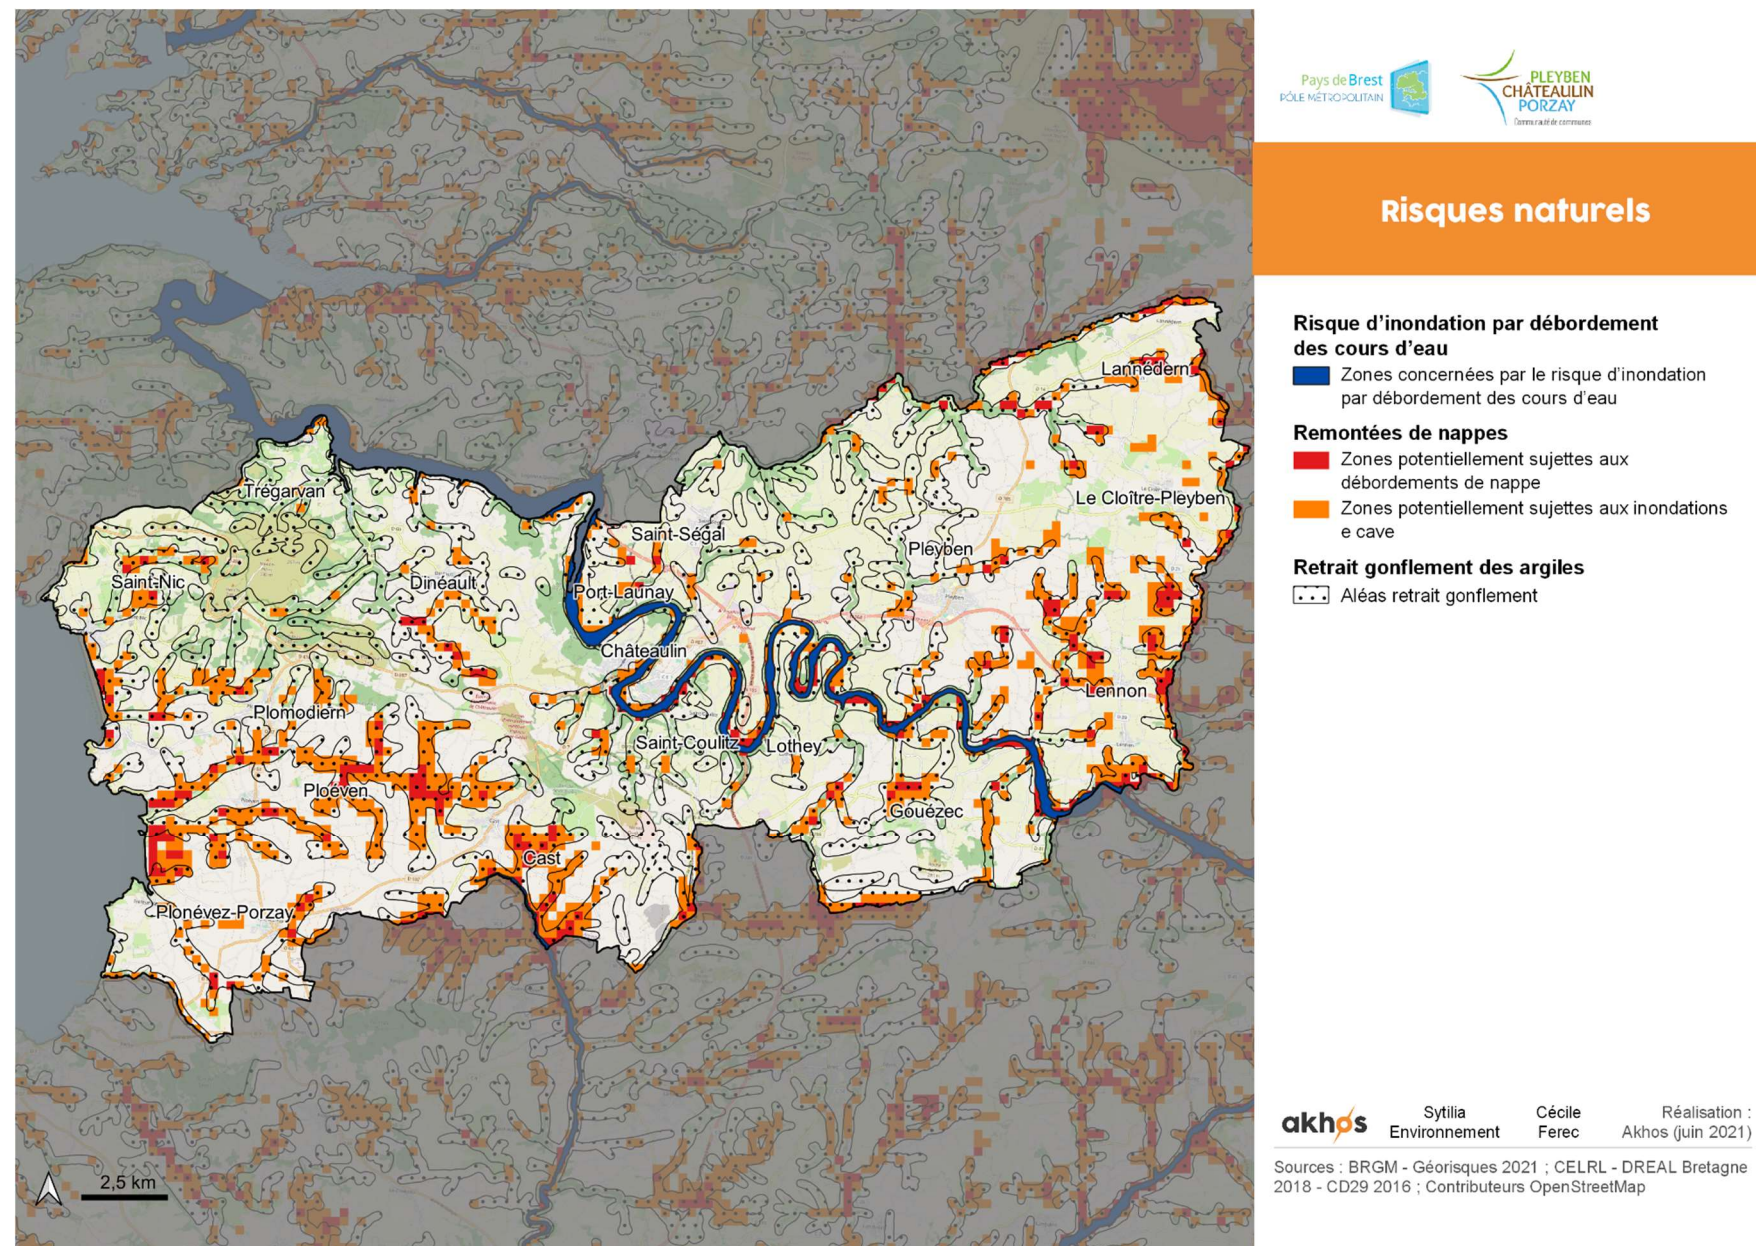 Pays de Brest
PÔLE MÉTROPOLITAIN
PLEYBEN
CHÂTEAULIN
PORZAY
Communauté de communes
Risques naturels
Risque d'inondation par débordement
des cours d'eau
Zones concernées par le risque d'inondation
par débordement des cours d'eau
Remontées de nappes
Zones potentiellement sujettes aux
débordements de nappe
Zones potentiellement sujettes aux inondations
e cave
Retrait gonflement des argiles
Aléas retrait gonflement
Lannédern
Trégarvan
Le Cloître-Pleyben
Saint-Ségal
Pleyben
Saint-Nic
Dinéault
Port-Launay
Châteaulin
Lennon
Plomodiern
Saint-Coulitz
Lothey
Ploéven
Gouézec
Cast
Plonévez-Porzay
2,5 km
akhos
Sytilia
Environnement
Cécile
Ferec
Réalisation :
Akhos (juin 2021)
Sources : BRGM - Géorisques 2021 ; CELRL - DREAL Bretagne
2018 - CD29 2016 ; Contributeurs OpenStreetMap